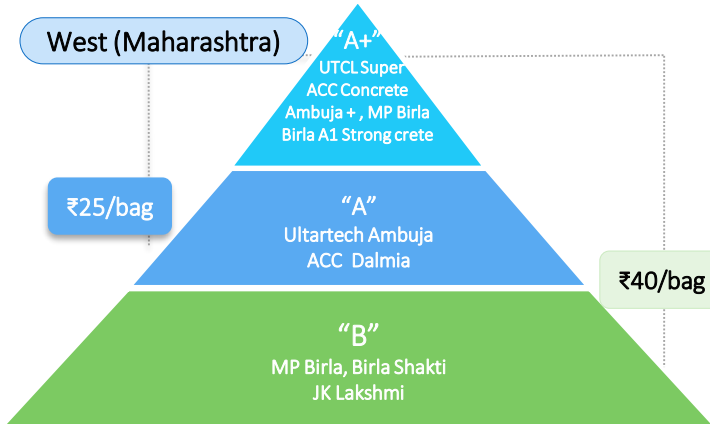 West (Maharashtra)
“A+”
UTCL Super
ACC Concrete
Ambuja + , MP Birla
Birla A1 Strong crete
₹25/bag
“A”
Ultartech Ambuja
ACC Dalmia
₹40/bag
“B”
MP Birla, Birla Shakti
JK Lakshmi